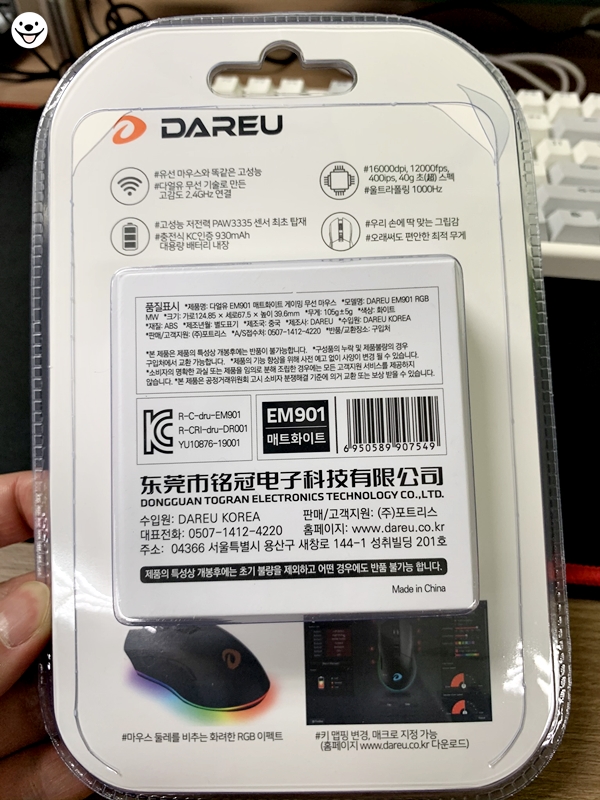 DAREU
#유선 마우스와 똑같은 고성능
#다얼유 무선 기술로 만든
고감도 2.4GHz 연결
#16000dpi, 12000fps,
400ips, 40g 초(超) 스펙
#울트라폴링 1000Hz
#고성능 저전력 PAW3335 센서 최초 탑재
#충전식 KC인증 930mAh
대용량 배터리 내장
#우리 손에 딱 맞는 그립감
#오래써도 편안한 최적 무게
품질표시 *제품명: 다얼유 EM901 매트화이트 게이밍 무선 마우스 *모델명: DAREU EM901 RGB
MW *크기: 가로124.85 × 세로67.5 × 높이 39.6mm *무게: 105g±5g *색상: 화이트
*재질: ABS *제조년월: 별도표기 *제조국: 중국 *제조사: DAREU *수입원: DAREU KOREA
*판매/고객지원: (주)포트리스 *A/S접수처: 0507-1412-4220 *반품/교환장소: 구입처
*본 제품은 제품의 특성상 개봉후에는 반품이 불가능합니다. *구성품의 누락 및 제품불량의 경우
구입처에서 교환 가능합니다. *제품의 기능 향상을 위해 사전 예고 없이 사양이 변경 될 수 있습니다.
*소비자의 명확한 과실 또는 제품을 임의로 분해 조립한 경우에는 모든 고객지원 서비스를 제공하지
않습니다. *본 제품은 공정거래위원회 고시 소비자 분쟁해결 기준에 의거 교환 또는 보상 받을 수 있습니다.
R-C-dru-EM901
R-CRI-dru-DR001
YU10876-19001
EM901
매트화이트
6 950589 907549
东莞市铭冠电子科技有限公司
DONGGUAN TOGRAN ELECTRONICS TECHNOLOGY CO.,LTD.
수입원: DAREU KOREA 판매/고객지원: (주)포트리스
대표전화: 0507-1412-4220 홈페이지: www.dareu.co.kr
주소: 04366 서울특별시 용산구 새창로 144-1 성취빌딩 201호
제품의 특성상 개봉후에는 초기 불량을 제외하고 어떤 경우에도 반품 불가능 합니다.
Made in China
#마우스 둘레를 비추는 화려한 RGB 이펙트
#키 맵핑 변경, 매크로 지정 가능
(홈페이지 www.dareu.co.kr 다운로드)